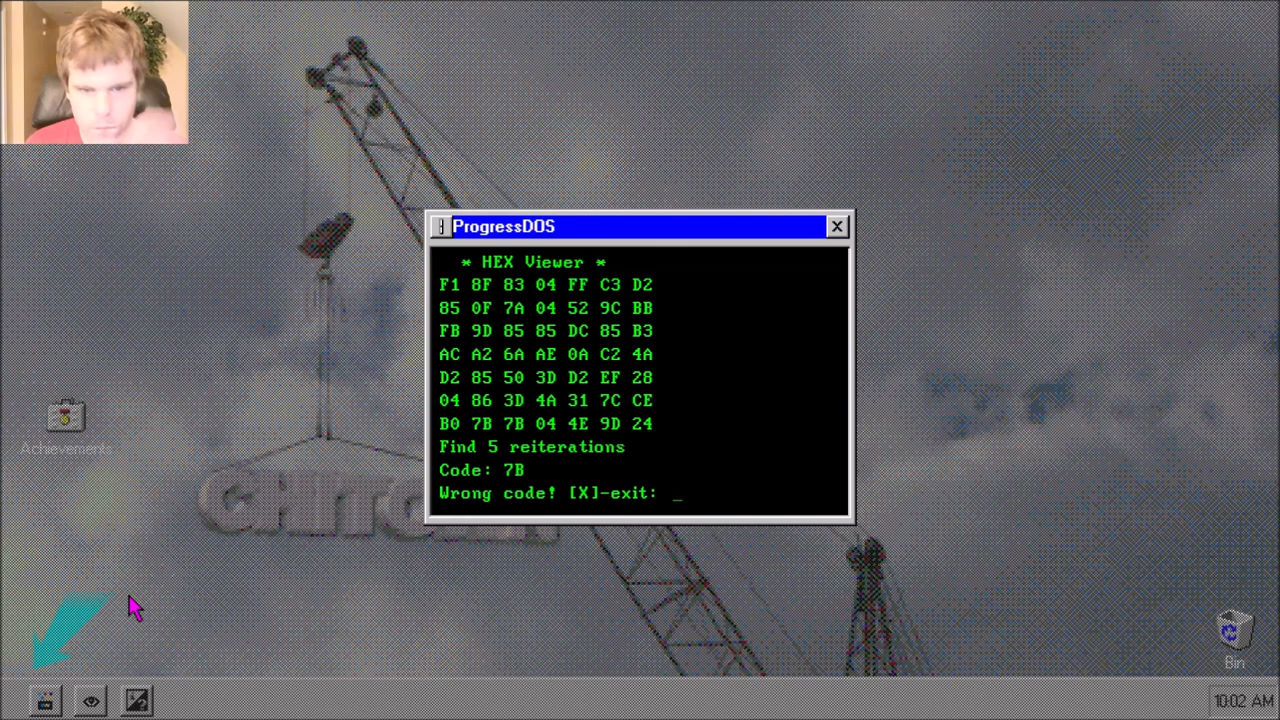 ProgressDOS
* HEX Viewer *
F1 8F 83 04 FF C3 D2
85 0F 7A 04 52 9C BB
FB 9D 85 85 DC 85 B3
AC A2 6A AE 0A C2 4A
D2 85 50 3D D2 EF 28
04 86 3D 4A 31 7C CE
B0 7B 7B 04 4E 9D 24
Find 5 reiterations
Code: 7B
Wrong code! [X]-exit: _
Achievements
Bin
10:02 AM